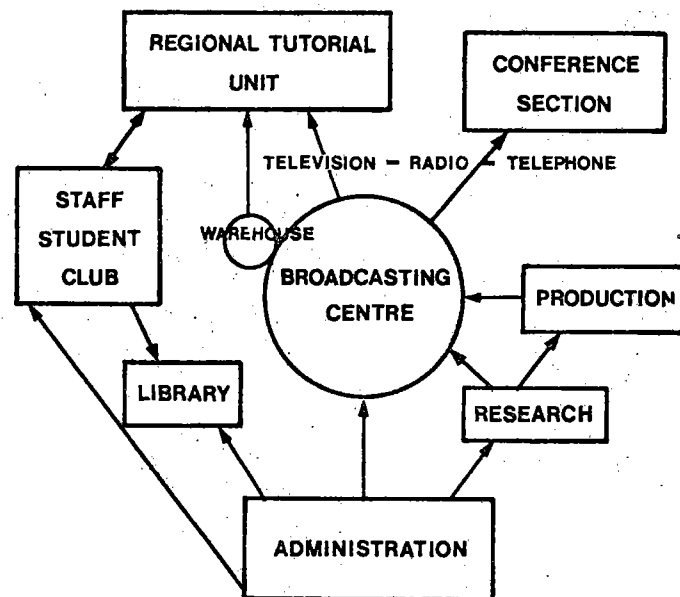 REGIONAL TUTORIAL
UNIT
CONFERENCE
SECTION
TELEVISION – RADIO – TELEPHONE
STAFF
STUDENT
CLUB
WAREHOUSE
BROADCASTING
CENTRE
PRODUCTION
LIBRARY
RESEARCH
ADMINISTRATION